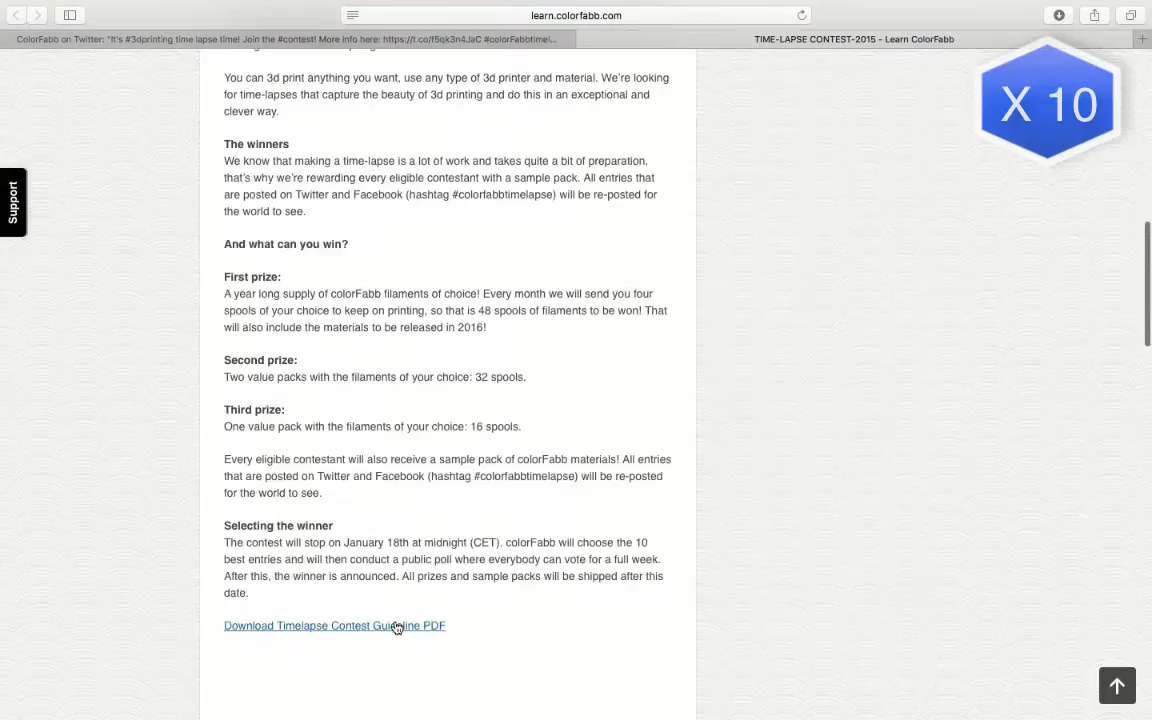 learn.colorfabb.com
ColorFabb on Twitter: "It's #3dprinting time lapse time! Join the #contest! More info here: https://t.co/f5qk3n4JaC #colorFabbtimel...
TIME-LAPSE CONTEST-2015 - Learn ColorFabb
X 10
You can 3d print anything you want, use any type of 3d printer and material. We're looking
for time-lapses that capture the beauty of 3d printing and do this in an exceptional and
clever way.
The winners
We know that making a time-lapse is a lot of work and takes quite a bit of preparation,
that's why we're rewarding every eligible contestant with a sample pack. All entries
that are posted on Twitter and Facebook (hashtag #colorfabbtimelapse) will be re-posted for
the world to see.
Support
And what can you win?
First prize:
A year long supply of colorFabb filaments of choice! Every month we will send you four
spools of your choice to keep on printing, so that is 48 spools of filaments to be won! That
will also include the materials to be released in 2016!
Second prize:
Two value packs with the filaments of your choice: 32 spools.
Third prize:
One value pack with the filaments of your choice: 16 spools.
Every eligible contestant will also receive a sample pack of colorFabb materials! All entries
that are posted on Twitter and Facebook (hashtag #colorfabbtimelapse) will be re-posted
for the world to see.
Selecting the winner
The contest will stop on January 18th at midnight (CET). colorFabb will choose the 10
best entries and will then conduct a public poll where everybody can vote for a full week.
After this, the winner is announced. All prizes and sample packs will be shipped after this
date.
Download Timelapse Contest Guideline PDF